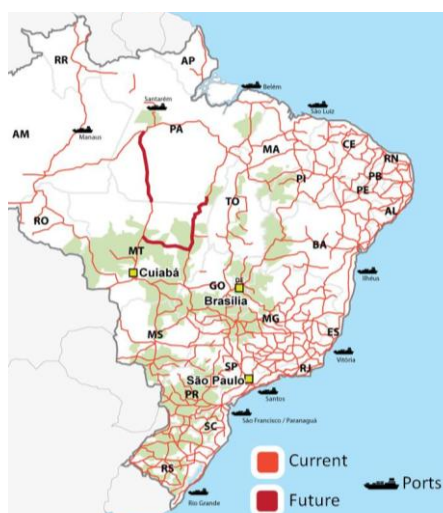 RR
AP
Belém
Santarém
São Luiz
AM
Manaus
PA
MA
CE
RN
PB
PI
PE
TO
AL
RO
BA
MT
Cuiabá
Ilhéus
GO
DF
Brasília
MG
MS
ES
Vitória
SP
RJ
São Paulo
Santos
PR
São Francisco / Paranaguá
SC
Current
RS
Ports
Future
Rio Grande